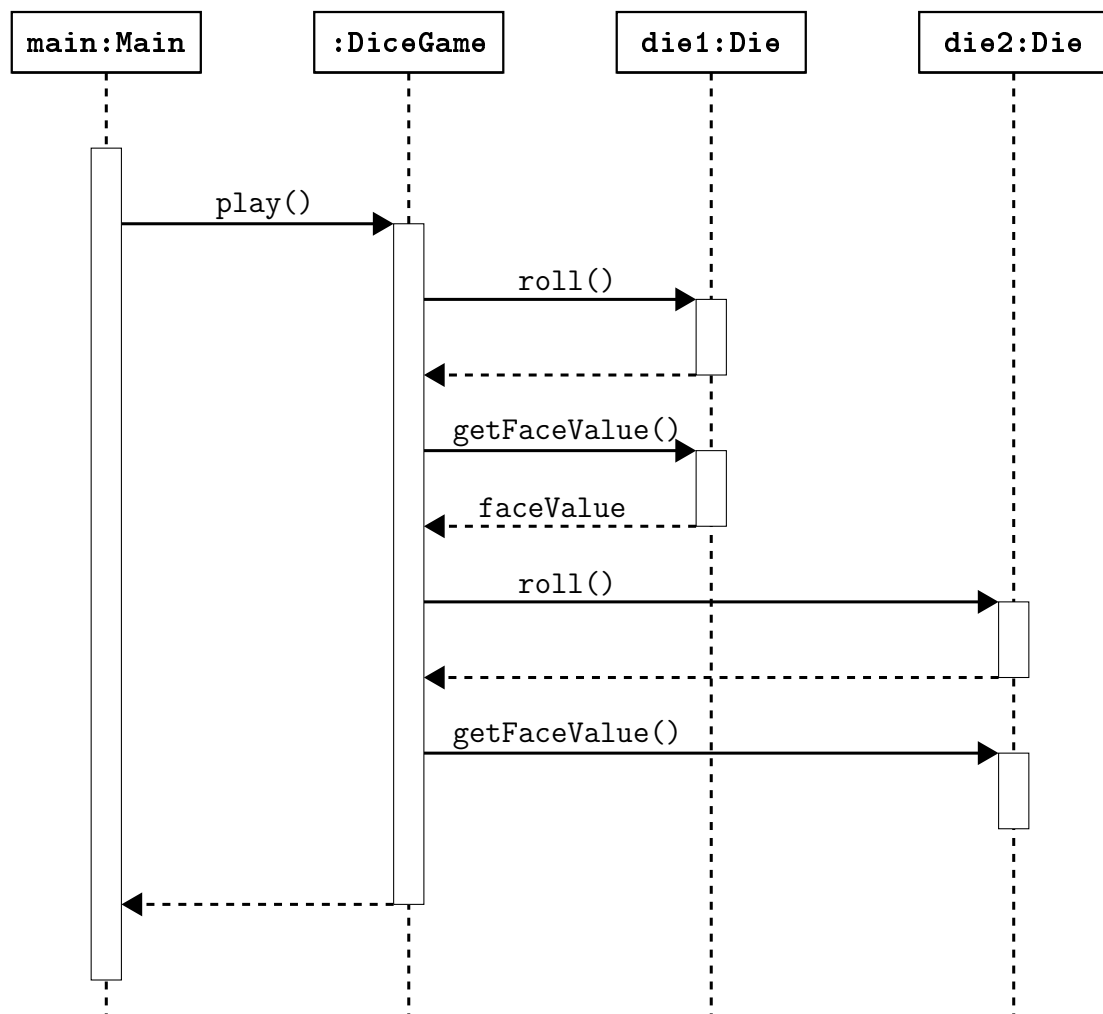 main:Main
:DiceGame
die1:Die
die2:Die
play()
roll()
getFaceValue()
faceValue
roll()
getFaceValue()